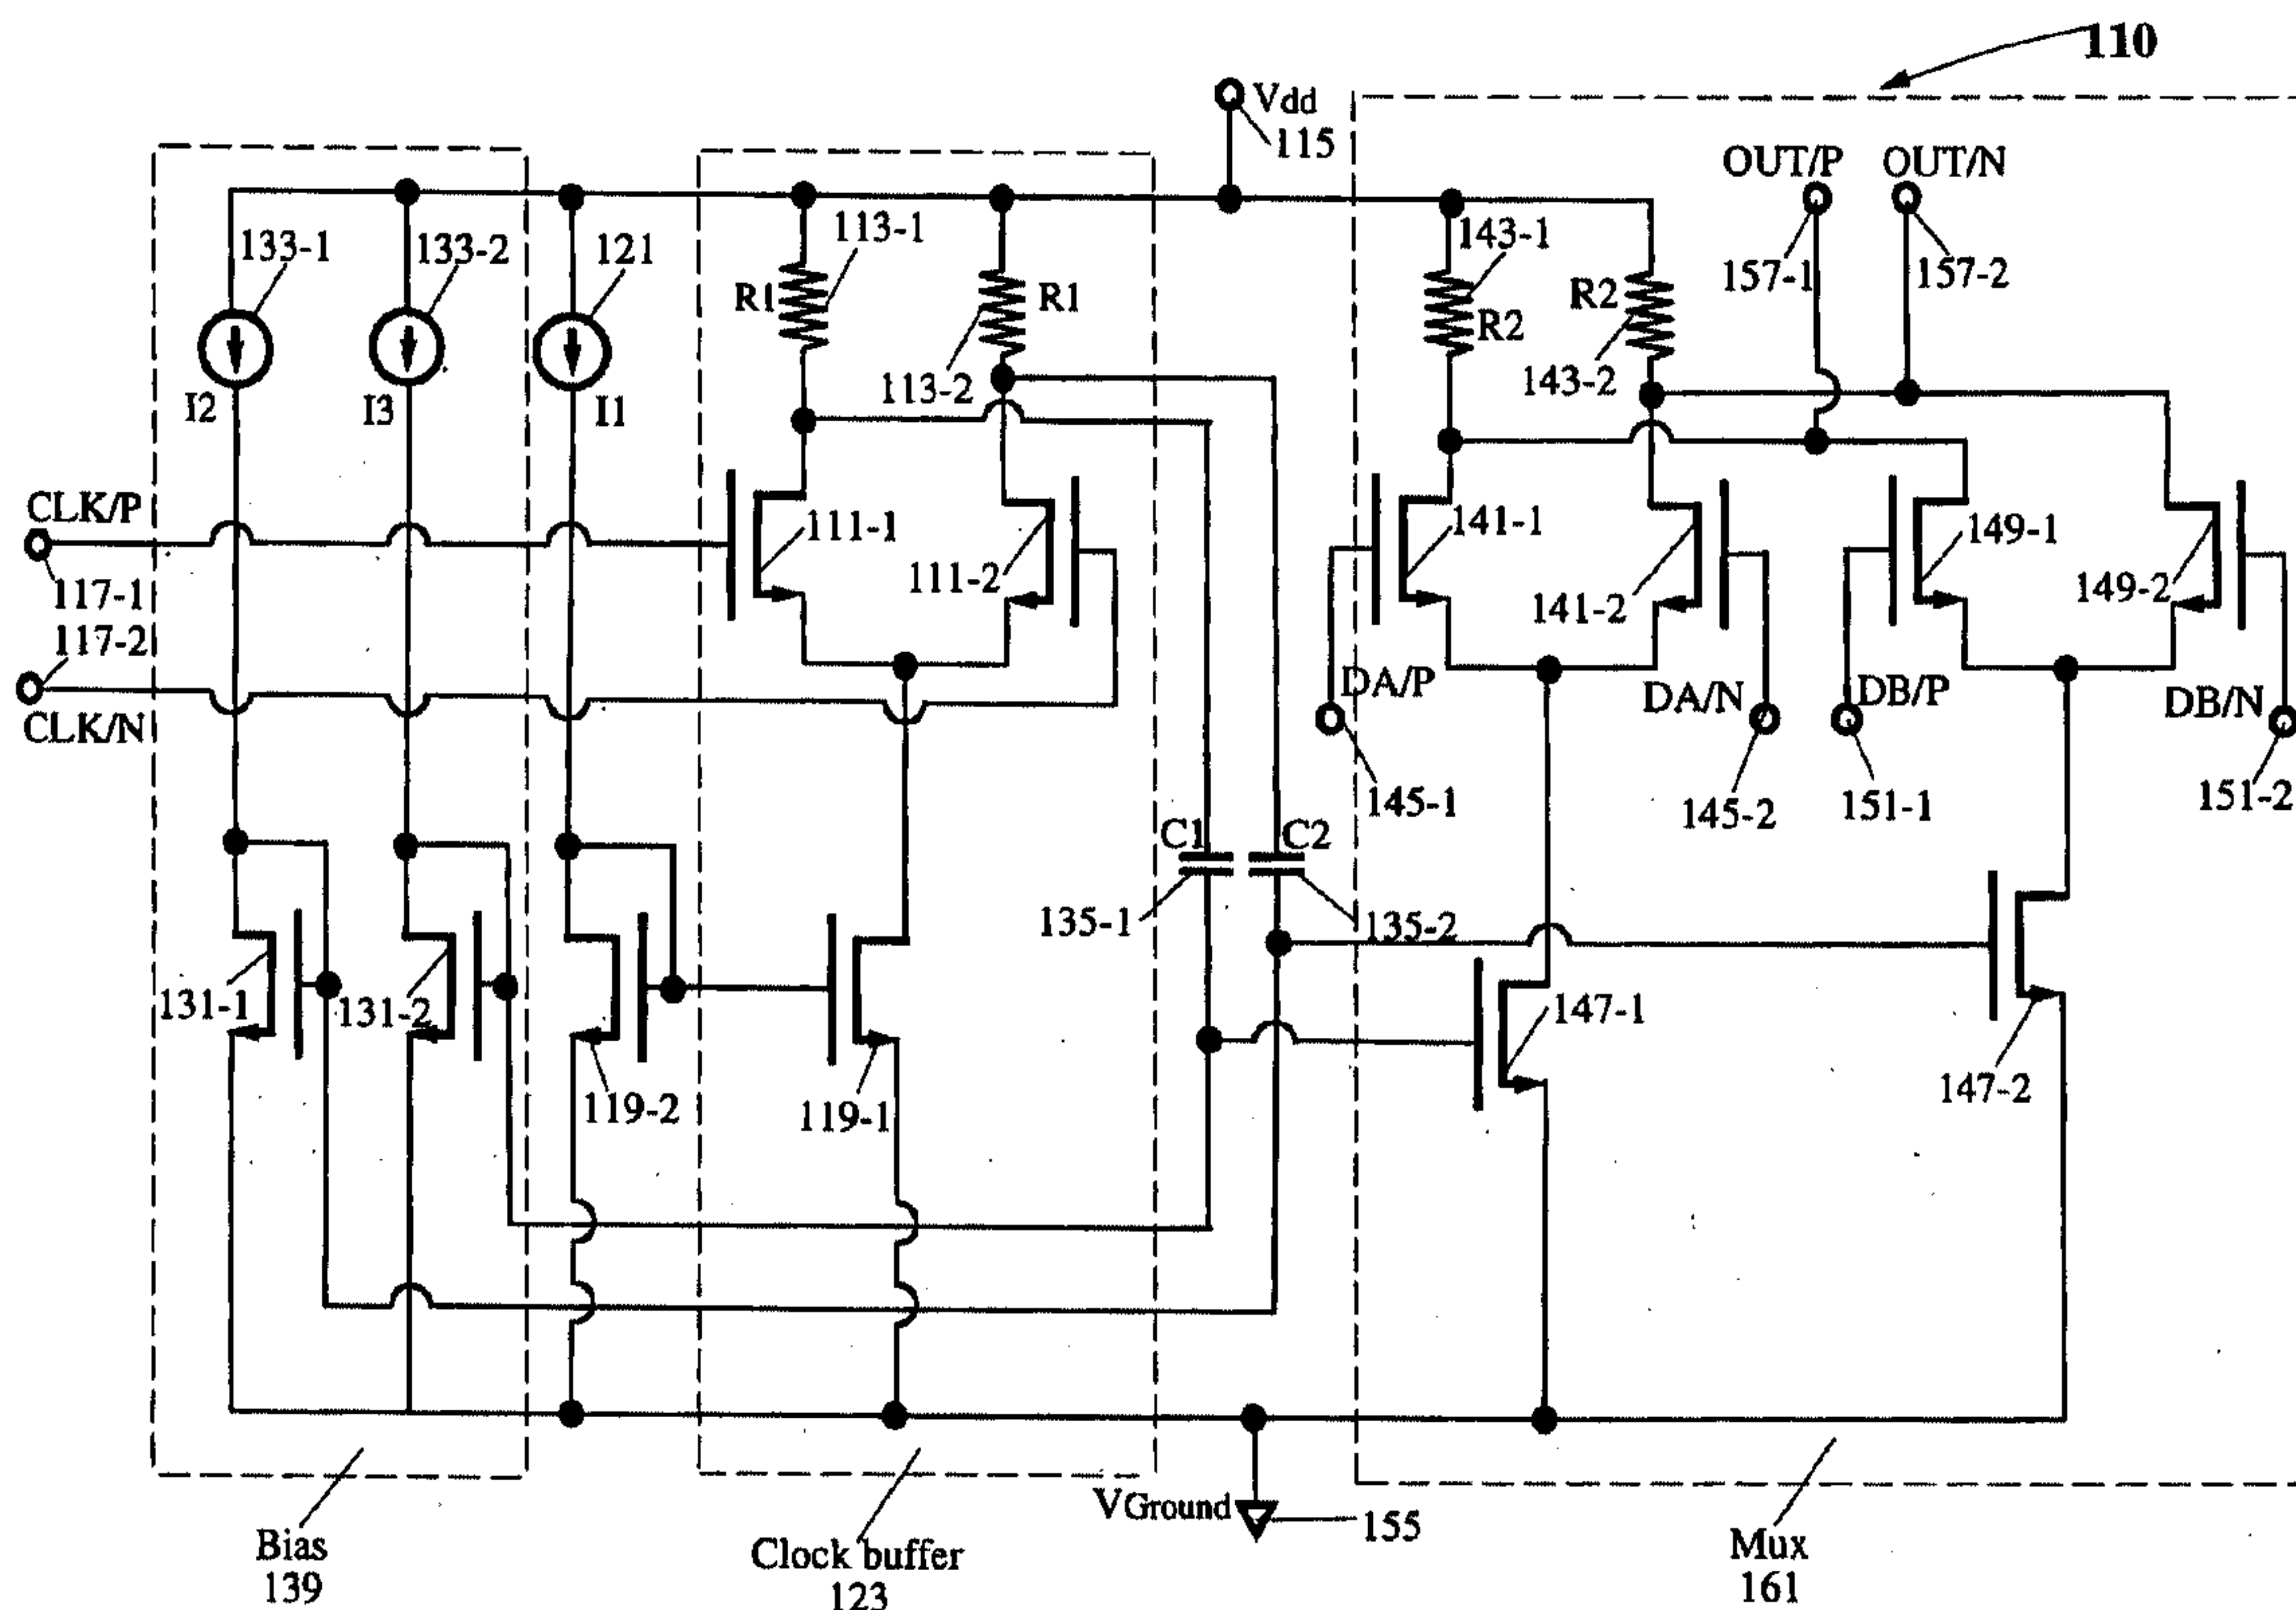 110
Vdd
115
OUT/P OUT/N
133-1
133-2
121
113-1
143-1
157-1
157-2
R1
R1
R2
R2
113-2
143-2
I2
I3
I1
CLK/P
117-1
117-2
CLK/N
111-1
111-2
141-1
141-2
149-1
149-2
DA/P
DA/N
DB/P
DB/N
145-1
145-2
151-1
151-2
C1
C2
135-1
135-2
131-1
131-2
119-2
119-1
147-1
147-2
VGround
155
Bias
139
Clock buffer
123
Mux
161